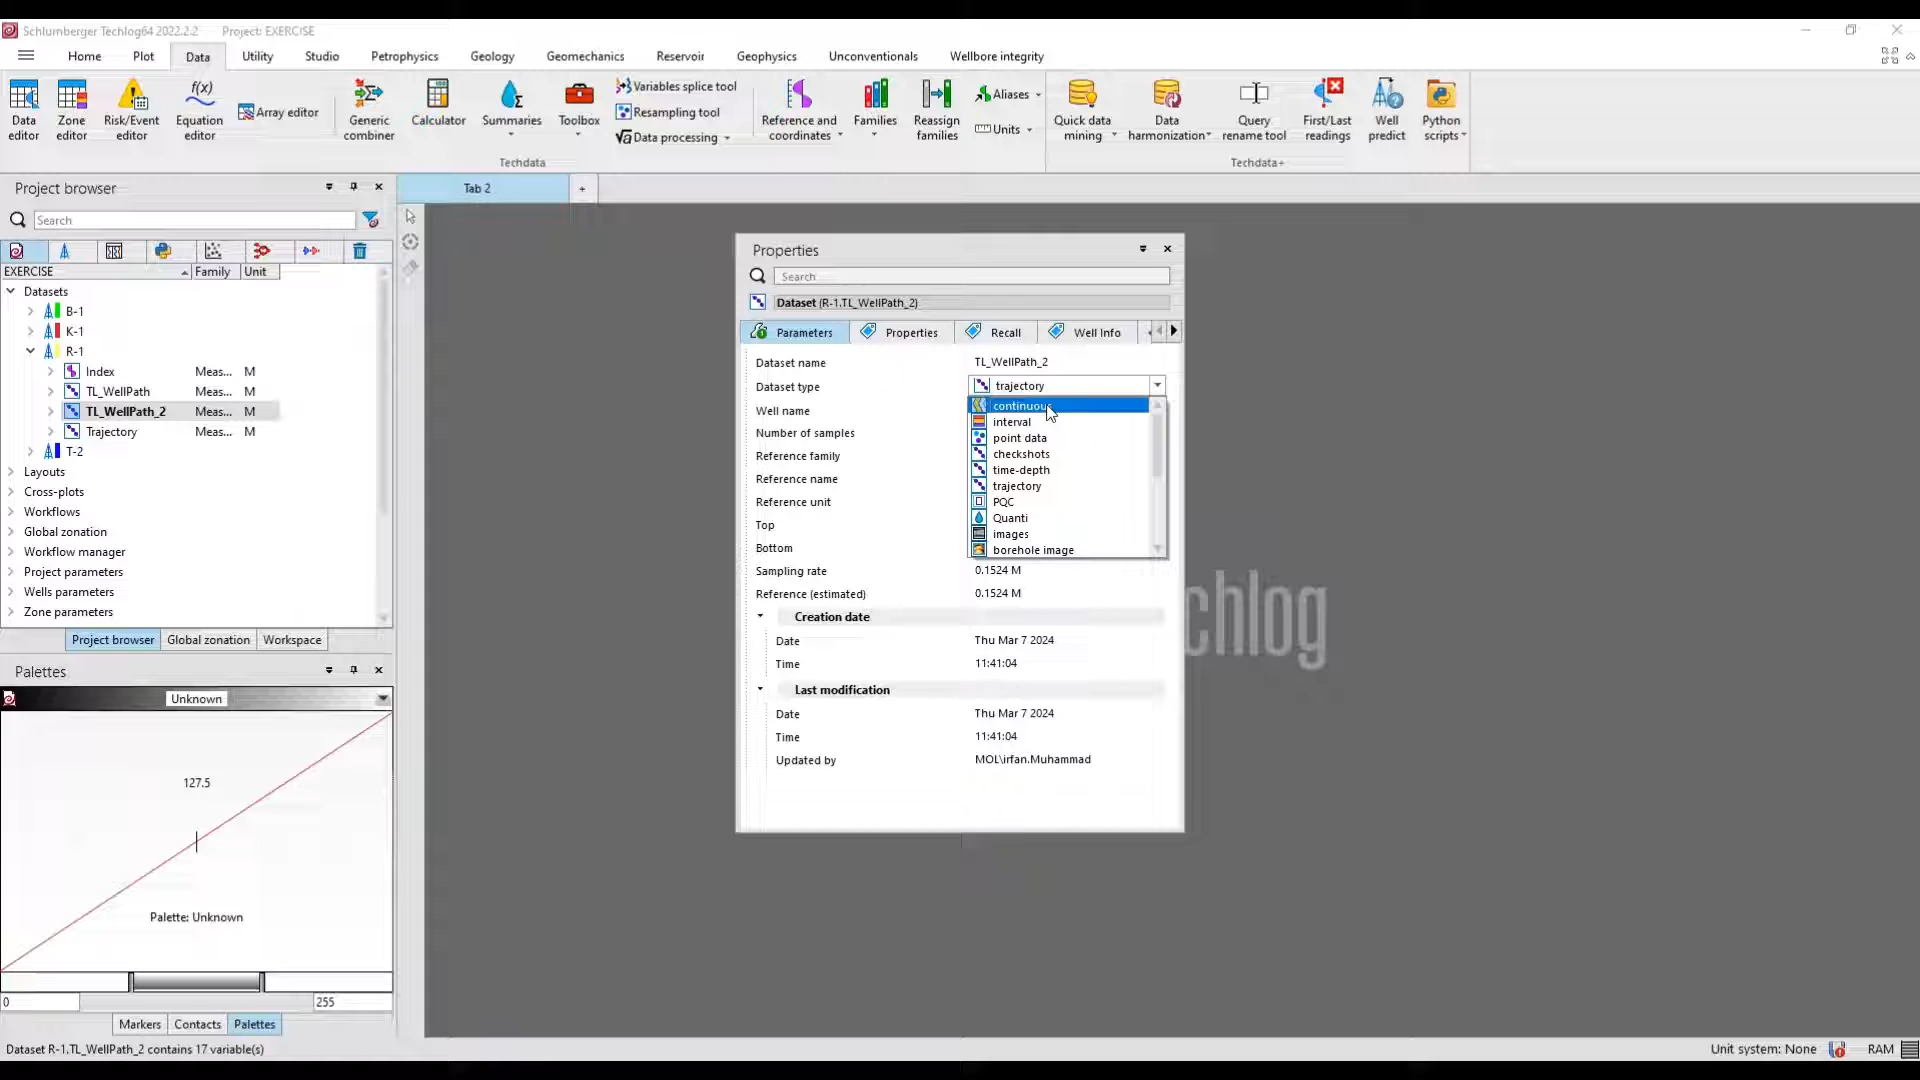 Schlumberger Techlog64 2022.2.2 Project: EXERCISE
Home Plot Data Utility Studio Petrophysics Geology Geomechanics Reservoir Geophysics Unconventionals Wellbore integrity
Data editor
Zone editor
Risk/Event editor
f(x)
Equation editor
Array editor
Generic combiner
Calculator
Summaries
Toolbox
Variables splice tool
Resampling tool
Data processing
Reference and coordinates
Families
Reassign families
Aliases
Units
Quick data mining
Data harmonization
Query rename tool
First/Last readings
Well predict
Python scripts
Techdata
Techdata+
Project browser
Tab 2
+
Search
EXERCISE Family Unit
Datasets
B-1
K-1
R-1
Index Meas... M
TL_WellPath Meas... M
TL_WellPath_2 Meas... M
Trajectory Meas... M
T-2
Layouts
Cross-plots
Workflows
Global zonation
Workflow manager
Project parameters
Wells parameters
Zone parameters
Project browser Global zonation Workspace
Palettes
Unknown
127.5
Palette: Unknown
0 255
Markers Contacts Palettes
Properties
Search
Dataset (R-1.TL_WellPath_2)
Parameters Properties Recall Well Info
Dataset name TL_WellPath_2
Dataset type trajectory
continuous
interval
point data
checkshots
time-depth
trajectory
PQC
Quanti
images
borehole image
Well name
Number of samples
Reference family
Reference name
Reference unit
Top
Bottom
Sampling rate 0.1524 M
Reference (estimated) 0.1524 M
Creation date
Date Thu Mar 7 2024
Time 11:41:04
Last modification
Date Thu Mar 7 2024
Time 11:41:04
Updated by MOL\irfan.Muhammad
chlog
Dataset R-1.TL_WellPath_2 contains 17 variable(s)
Unit system: None RAM